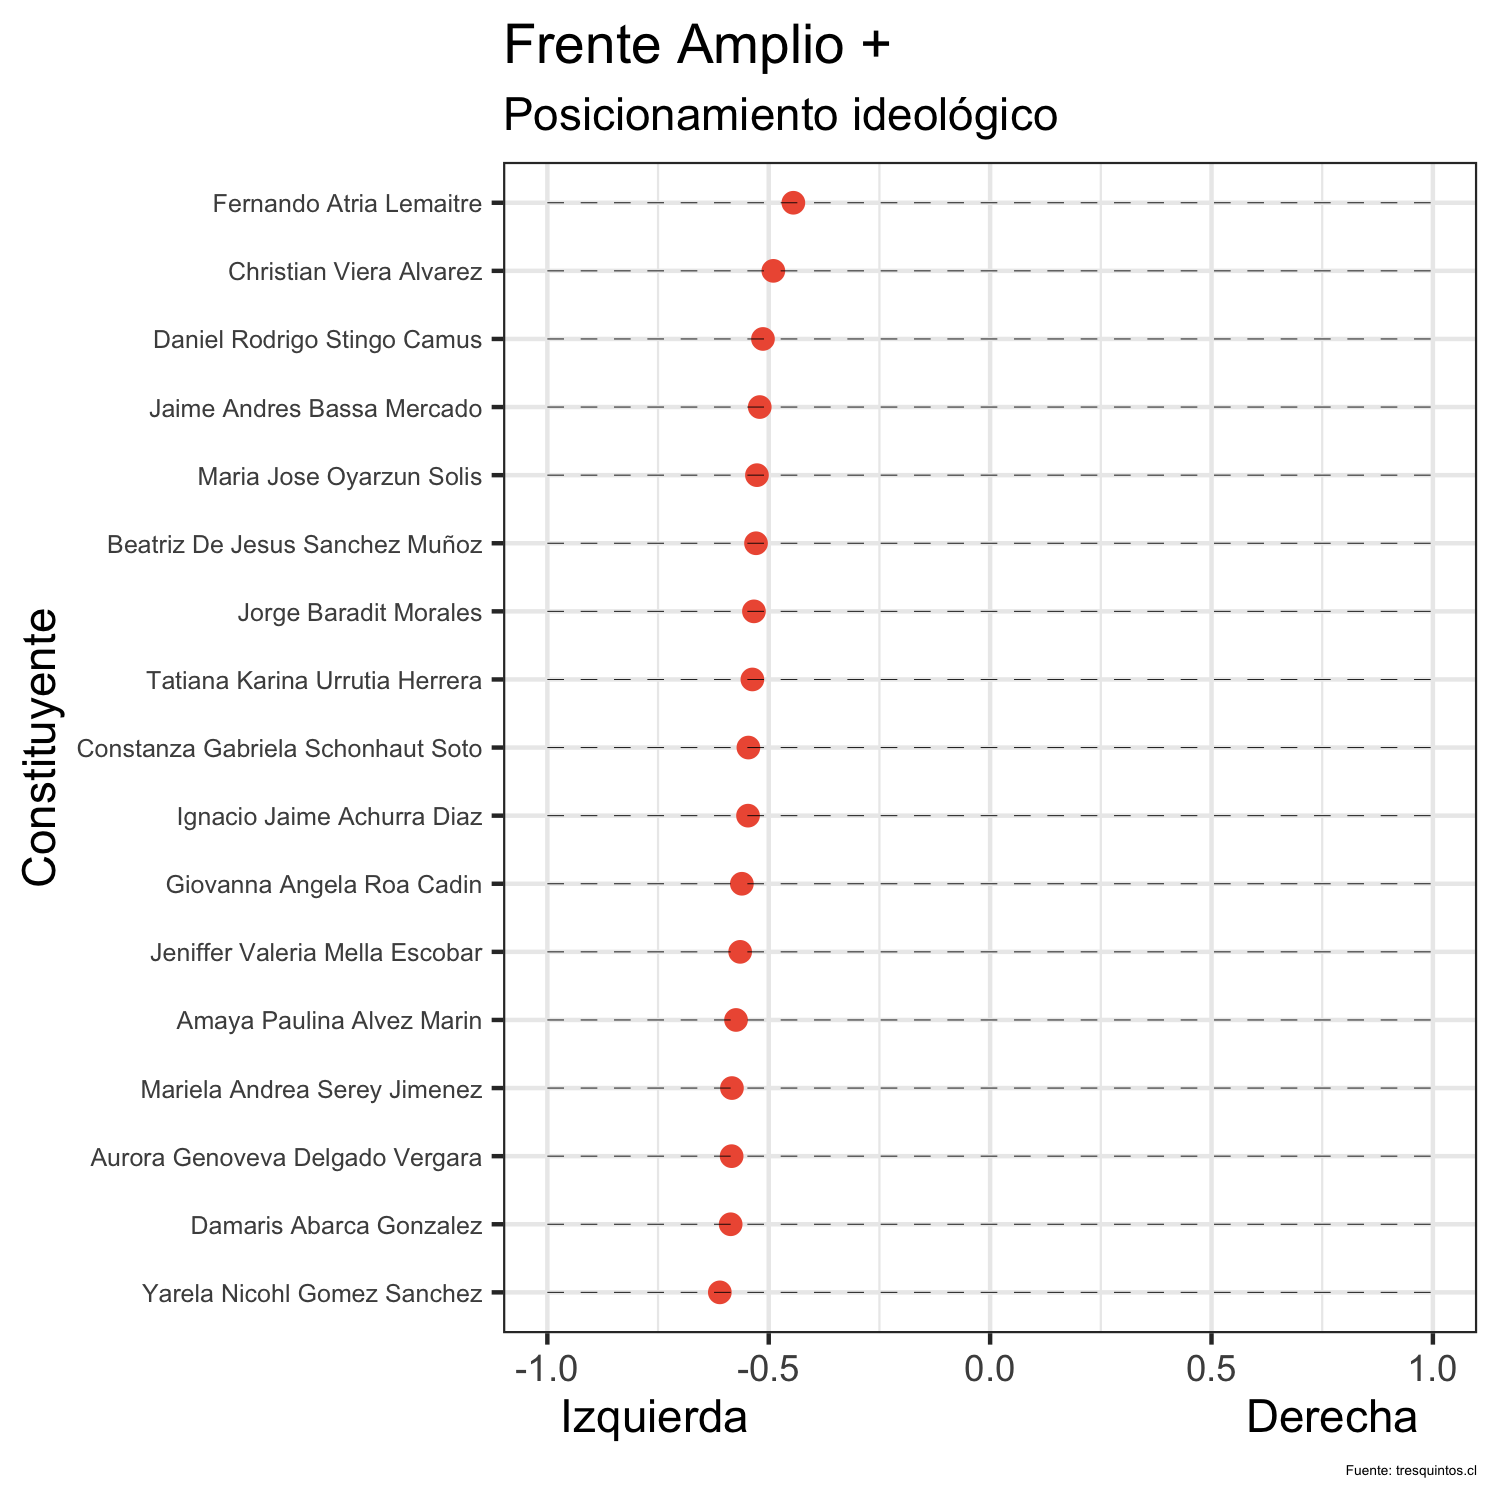 Frente Amplio +
Posicionamiento ideológico
Constituyente
Fernando Atria Lemaitre
Christian Viera Alvarez
Daniel Rodrigo Stingo Camus
Jaime Andres Bassa Mercado
Maria Jose Oyarzun Solis
Beatriz De Jesus Sanchez Muñoz
Jorge Baradit Morales
Tatiana Karina Urrutia Herrera
Constanza Gabriela Schonhaut Soto
Ignacio Jaime Achurra Diaz
Giovanna Angela Roa Cadin
Jeniffer Valeria Mella Escobar
Amaya Paulina Alvez Marin
Mariela Andrea Serey Jimenez
Aurora Genoveva Delgado Vergara
Damaris Abarca Gonzalez
Yarela Nicohl Gomez Sanchez
-1.0 -0.5 0.0 0.5 1.0
Izquierda Derecha
Fuente: tresquintos.cl